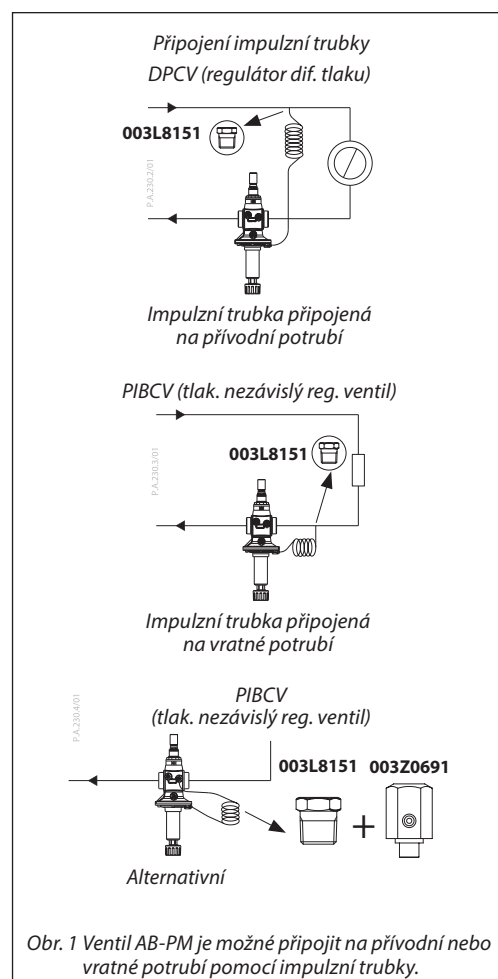 Připojení impulzní trubky
DPCV (regulátor dif. tlaku)
003L8151
P.A.230.2/01
Impulzní trubka připojená
na přívodní potrubí
PIBCV (tlak. nezávislý reg. ventil)
003L8151
P.A.230.3/01
Impulzní trubka připojená
na vratné potrubí
P.A.230.4/01
PIBCV
(tlak. nezávislý reg. ventil)
003L8151 003Z0691
+
Alternativní
Obr. 1 Ventil AB-PM je možné připojit na přívodní nebo
vratné potrubí pomocí impulzní trubky.